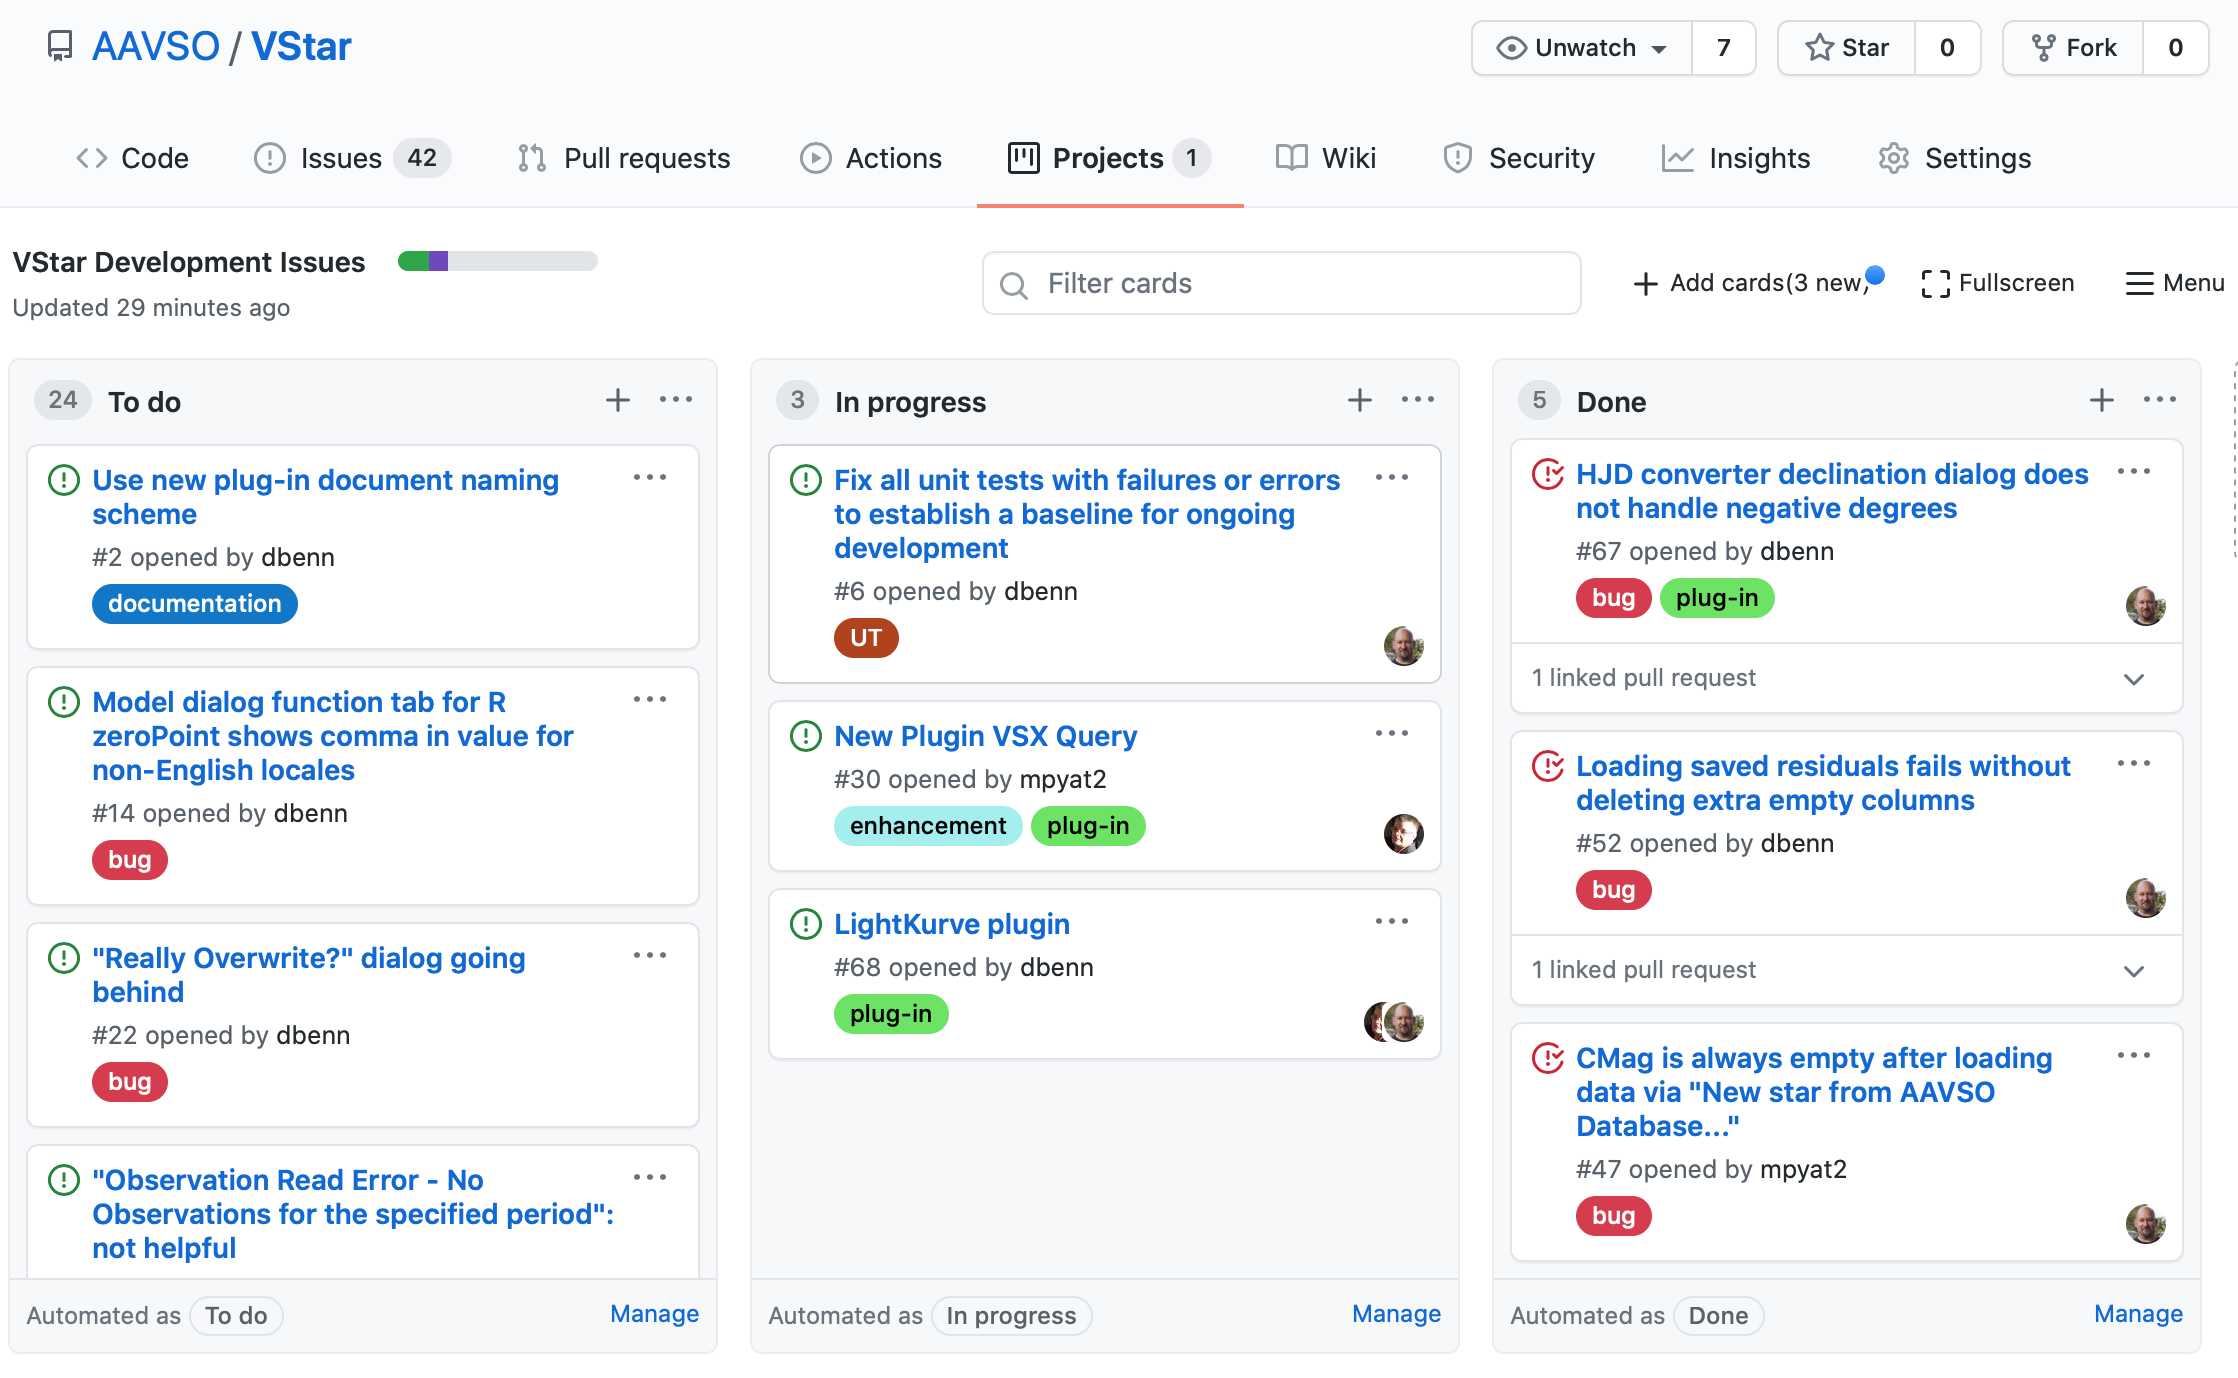 AAVSO / VStar
Unwatch 7
Star 0
Fork 0
Code
Issues 42
Pull requests
Actions
Projects 1
Wiki
Security
Insights
Settings
VStar Development Issues
Updated 29 minutes ago
Filter cards
Add cards(3 new)
Fullscreen
Menu
24 To do
Use new plug-in document naming
scheme
#2 opened by dbenn
documentation
Model dialog function tab for R
zeroPoint shows comma in value for
non-English locales
#14 opened by dbenn
bug
"Really Overwrite?" dialog going
behind
#22 opened by dbenn
bug
"Observation Read Error - No
Observations for the specified period":
not helpful
Automated as To do
Manage
3 In progress
Fix all unit tests with failures or errors
to establish a baseline for ongoing
development
#6 opened by dbenn
UT
New Plugin VSX Query
#30 opened by mpyat2
enhancement plug-in
LightKurve plugin
#68 opened by dbenn
plug-in
Automated as In progress
Manage
5 Done
HJD converter declination dialog does
not handle negative degrees
#67 opened by dbenn
bug plug-in
1 linked pull request
Loading saved residuals fails without
deleting extra empty columns
#52 opened by dbenn
bug
1 linked pull request
CMag is always empty after loading
data via "New star from AAVSO
Database..."
#47 opened by mpyat2
bug
Automated as Done
Manage